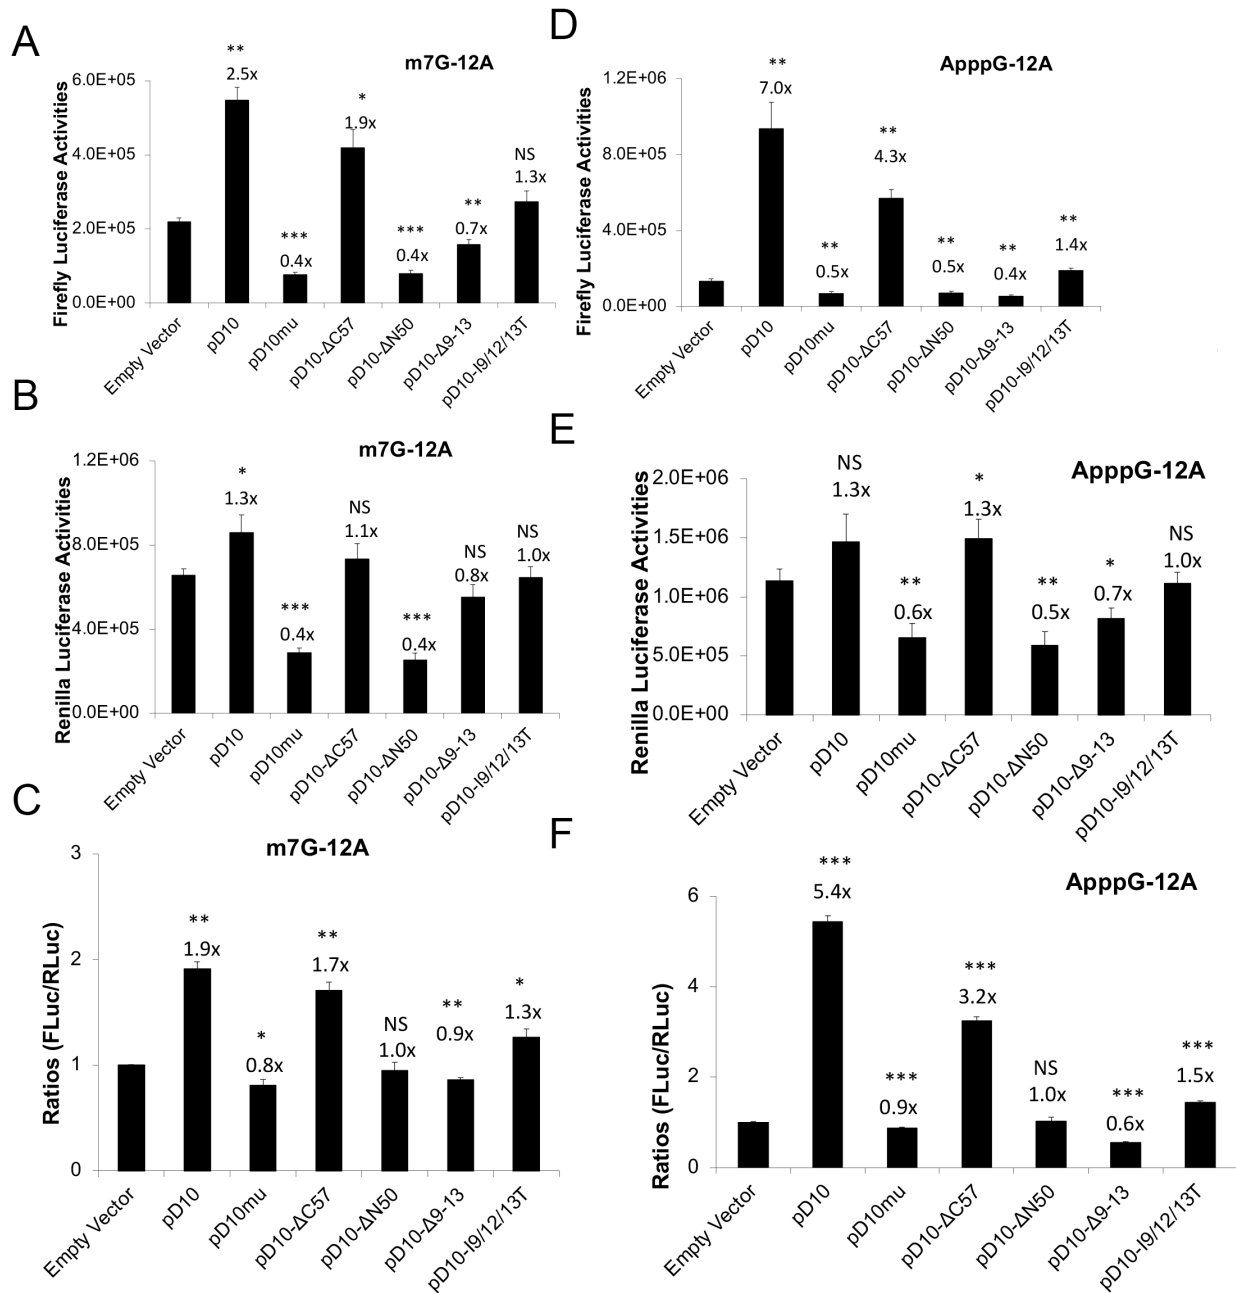 A
m7G-12A
Firefly Luciferase Activities
6.0E+05
4.0E+05
2.0E+05
0.0E+00
** 
2.5x
***
0.4x
*
1.9x
***
0.4x
**
0.7x
NS
1.3x
Empty Vector
pD10
pD10mu
pD10-ΔC57
pD10-ΔN50
pD10-Δ9-13
pD10-I9/12/13T
D
ApppG-12A
Firefly Luciferase Activities
1.2E+06
8.0E+05
4.0E+05
0.0E+00
**
7.0x
**
0.5x
**
4.3x
**
0.5x
**
0.4x
**
1.4x
Empty Vector
pD10
pD10mu
pD10-ΔC57
pD10-ΔN50
pD10-Δ9-13
pD10-I9/12/13T
B
m7G-12A
Renilla Luciferase Activities
1.2E+06
8.0E+05
4.0E+05
0.0E+00
*
1.3x
***
0.4x
NS
1.1x
***
0.4x
NS
0.8x
NS
1.0x
Empty Vector
pD10
pD10mu
pD10-ΔC57
pD10-ΔN50
pD10-Δ9-13
pD10-I9/12/13T
E
ApppG-12A
Renilla Luciferase Activities
2.0E+06
1.5E+06
1.0E+06
5.0E+05
0.0E+00
NS
1.3x
**
0.6x
*
1.3x
**
0.5x
*
0.7x
NS
1.0x
Empty Vector
pD10
pD10mu
pD10-ΔC57
pD10-ΔN50
pD10-Δ9-13
pD10-I9/12/13T
C
m7G-12A
Ratios (FLuc/RLuc)
3
2
1
0
**
1.9x
*
0.8x
**
1.7x
NS
1.0x
**
0.9x
*
1.3x
Empty Vector
pD10
pD10mu
pD10-ΔC57
pD10-ΔN50
pD10-Δ9-13
pD10-I9/12/13T
F
ApppG-12A
Ratios (FLuc/RLuc)
6
4
2
0
***
5.4x
***
0.9x
***
3.2x
NS
1.0x
***
0.6x
***
1.5x
Empty Vector
pD10
pD10mu
pD10-ΔC57
pD10-ΔN50
pD10-Δ9-13
pD10-I9/12/13T